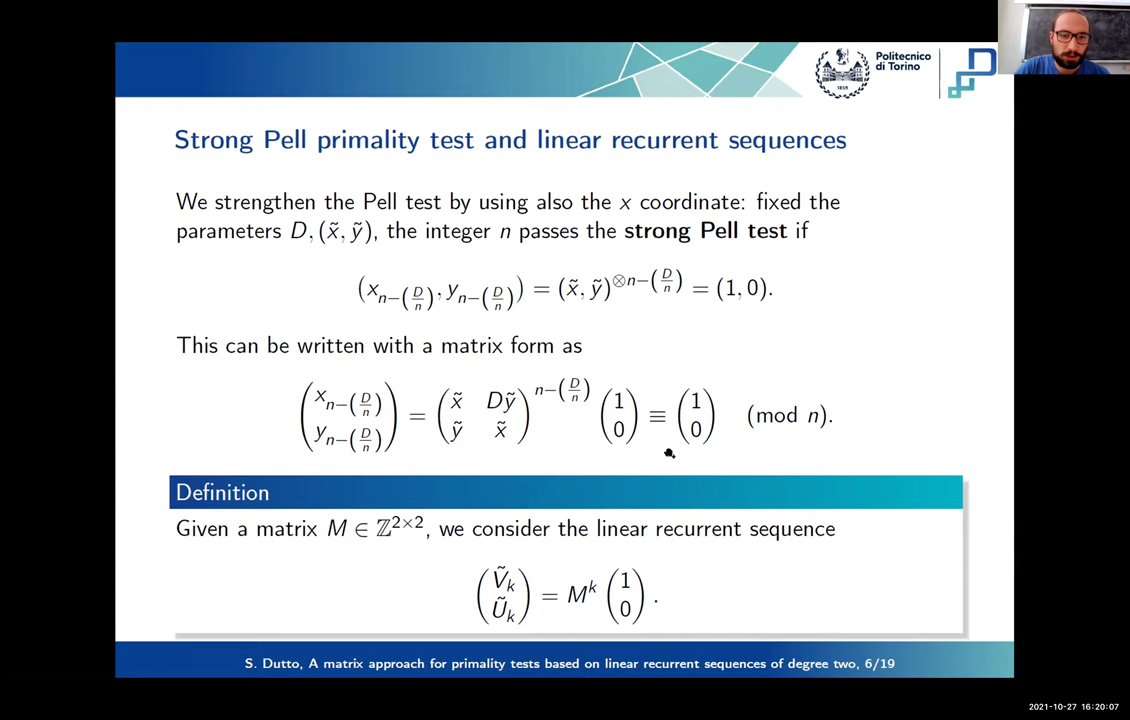 Politecnico
di Torino
1859
Strong Pell primality test and linear recurrent sequences
We strengthen the Pell test by using also the x coordinate: fixed the
parameters D, (x̃, ỹ), the integer n passes the strong Pell test if
(x_{n−(D/n)}, y_{n−(D/n)}) = (x̃, ỹ)^{⊗n−(D/n)} = (1, 0).
This can be written with a matrix form as
(x_{n−(D/n)} ; y_{n−(D/n)}) = (x̃ Dỹ ; ỹ x̃)^{n−(D/n)} (1 ; 0) ≡ (1 ; 0) (mod n).
Definition
Given a matrix M ∈ ℤ^{2×2}, we consider the linear recurrent sequence
(Ṽ_k ; Ũ_k) = M^k (1 ; 0).
S. Dutto, A matrix approach for primality tests based on linear recurrent sequences of degree two, 6/19
2021-10-27 16:20:07